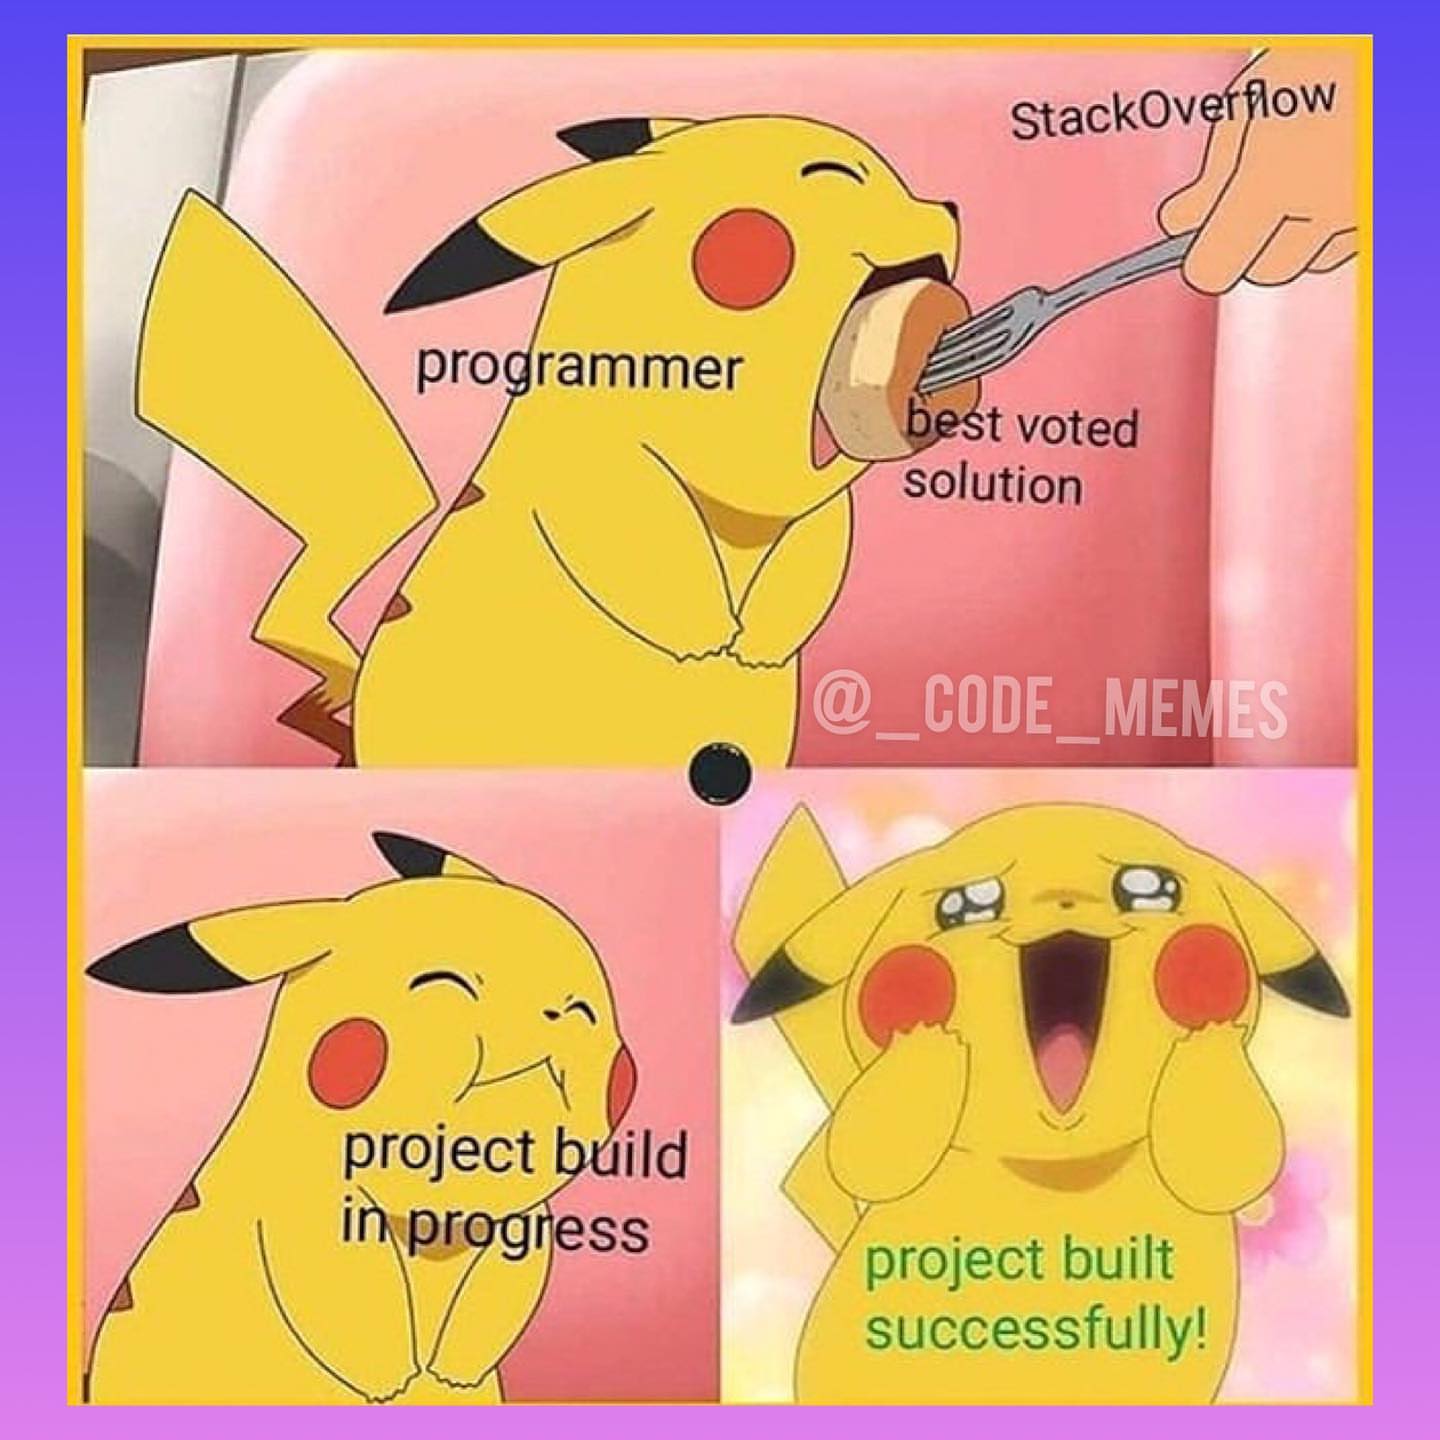 StackOverflow
programmer
best voted
solution
@_CODE_MEMES
project build
in progress
project built
successfully!